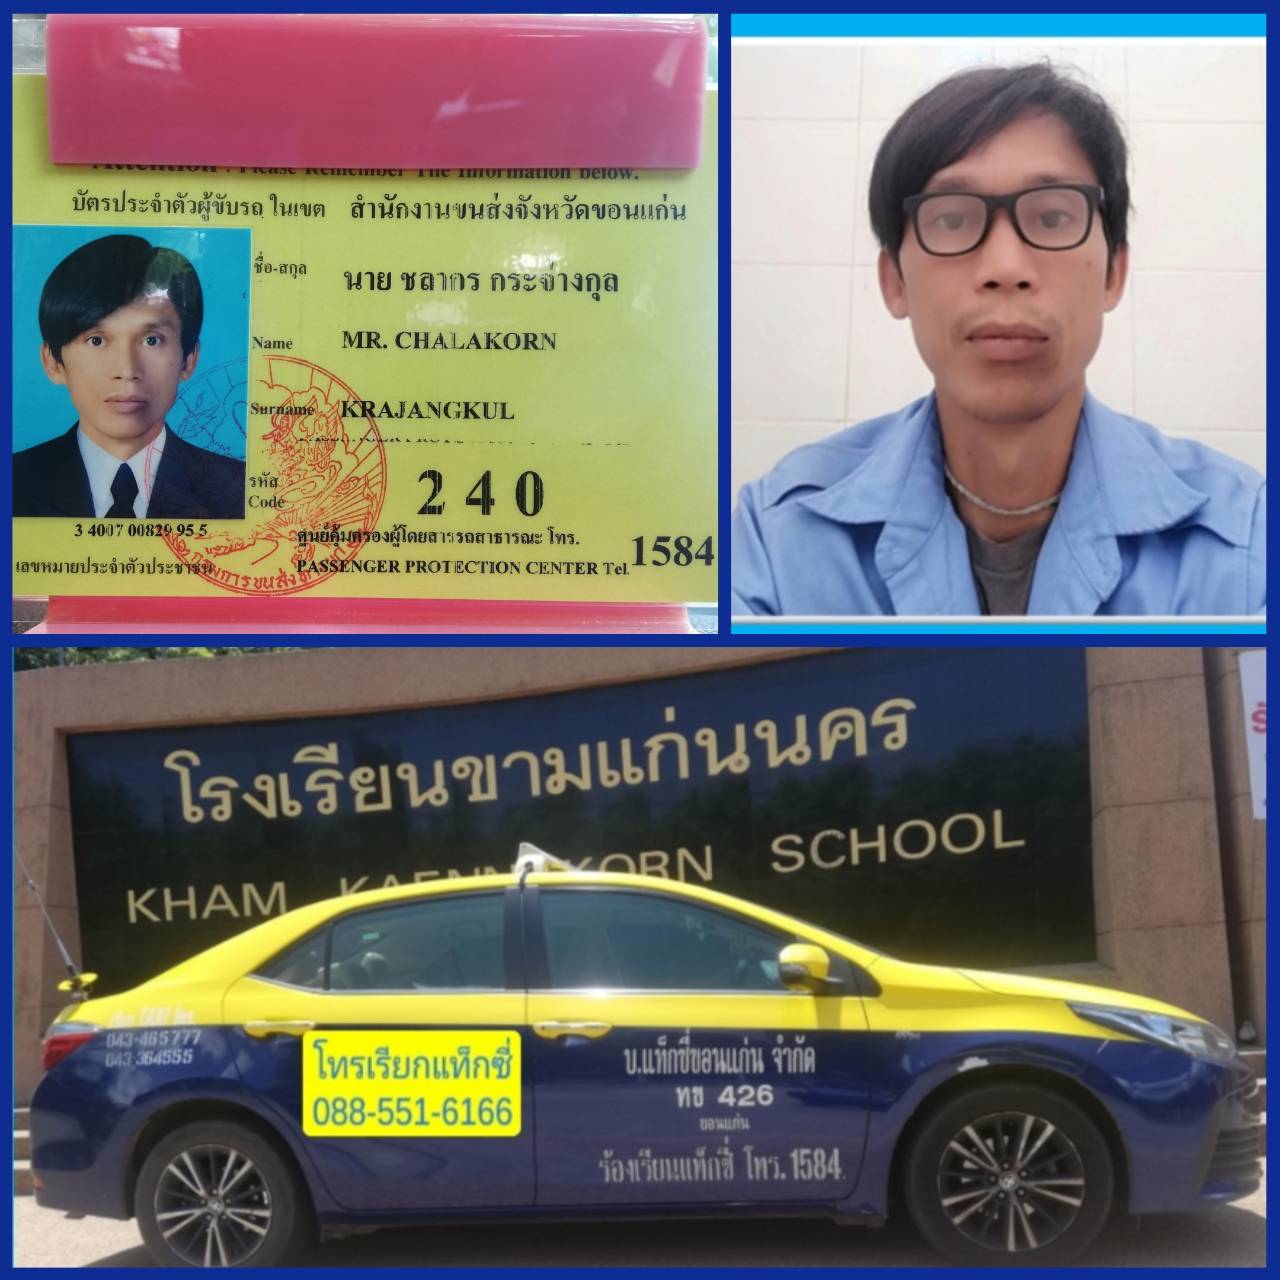 Attention : Please Remember The Information below.
บัตรประจำตัวผู้ขับรถ ในเขต สำนักงานขนส่งจังหวัดขอนแก่น
ชื่อ-สกุล นาย ชลากร กระจ่างกุล
Name MR. CHALAKORN
Surname KRAJANGKUL
รหัส
Code 240
3 4007 00829 95 5
ศูนย์คุ้มครองผู้โดยสารรถสาธารณะ โทร. 1584
เลขหมายประจำตัวประชาชน
PASSENGER PROTECTION CENTER Tel.
โรงเรียนขามแก่นนคร
KHAM KAENNAKORN SCHOOL
043-465777
043-364555
โทรเรียกแท็กซี่
088-551-6166
บ.แท็กซี่ขอนแก่น จำกัด
ทข 426
ขอนแก่น
ร้องเรียนแท็กซี่ โทร. 1584.